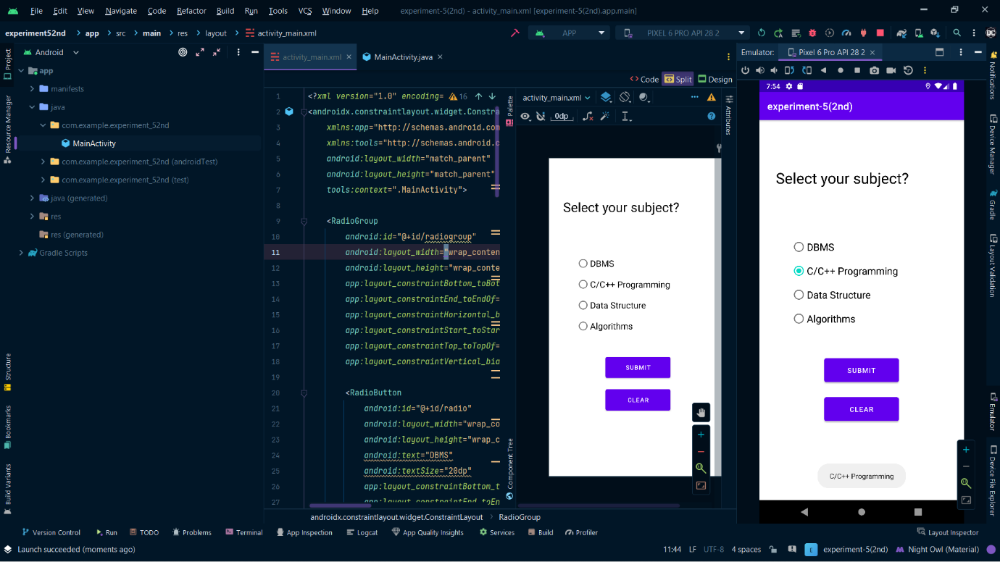 File Edit View Navigate Code Refactor Build Run Tools VCS Window Help experiment-5(2nd) - activity_main.xml [experiment-5(2nd).app.main]
experiment52nd app src main res layout activity_main.xml APP PIXEL 6 PRO API 28 2
Project
Resource Manager
Structure
Bookmarks
Build Variants
Android
app
manifests
java
com.example.experiment_52nd
MainActivity
com.example.experiment_52nd (androidTest)
com.example.experiment_52nd (test)
java (generated)
res
res (generated)
Gradle Scripts
activity_main.xml MainActivity.java
Code Split Design
1 <?xml version="1.0" encoding= 16
2 <androidx.constraintlayout.widget.Constra
3 xmlns:app="http://schemas.android.com
4 xmlns:tools="http://schemas.android.c
5 android:layout_width="match_parent"
6 android:layout_height="match_parent"
7 tools:context=".MainActivity">
8
9 <RadioGroup
10 android:id="@+id/radiogroup"
11 android:layout_width="wrap_conten
12 android:layout_height="wrap_conte
13 app:layout_constraintBottom_toBot
14 app:layout_constraintEnd_toEndOf=
15 app:layout_constraintHorizontal_b
16 app:layout_constraintStart_toStar
17 app:layout_constraintTop_toTopOf=
18 app:layout_constraintVertical_bia
19
20 <RadioButton
21 android:id="@+id/radio"
22 android:layout_width="wrap_co
23 android:layout_height="wrap_c
24 android:text="DBMS"
25 android:textSize="20dp"
26 app:layout_constraintBottom_t
27 app:layout_constraintEnd_toEn
androidx.constraintlayout.widget.ConstraintLayout RadioGroup
Palette
Component Tree
activity_main.xml
0dp
Attributes
Select your subject?
DBMS
C/C++ Programming
Data Structure
Algorithms
SUBMIT
CLEAR
Emulator: Pixel 6 Pro API 28 2
7:54
experiment-5(2nd)
Select your subject?
DBMS
C/C++ Programming
Data Structure
Algorithms
SUBMIT
CLEAR
C/C++ Programming
Notifications
Device Manager
Gradle
Layout Validation
Emulator
Device File Explorer
Version Control Run TODO Problems Terminal App Inspection Logcat App Quality Insights Services Build Profiler Layout Inspector
Launch succeeded (moments ago) 11:44 LF UTF-8 4 spaces E experiment-5(2nd) Night Owl (Material)